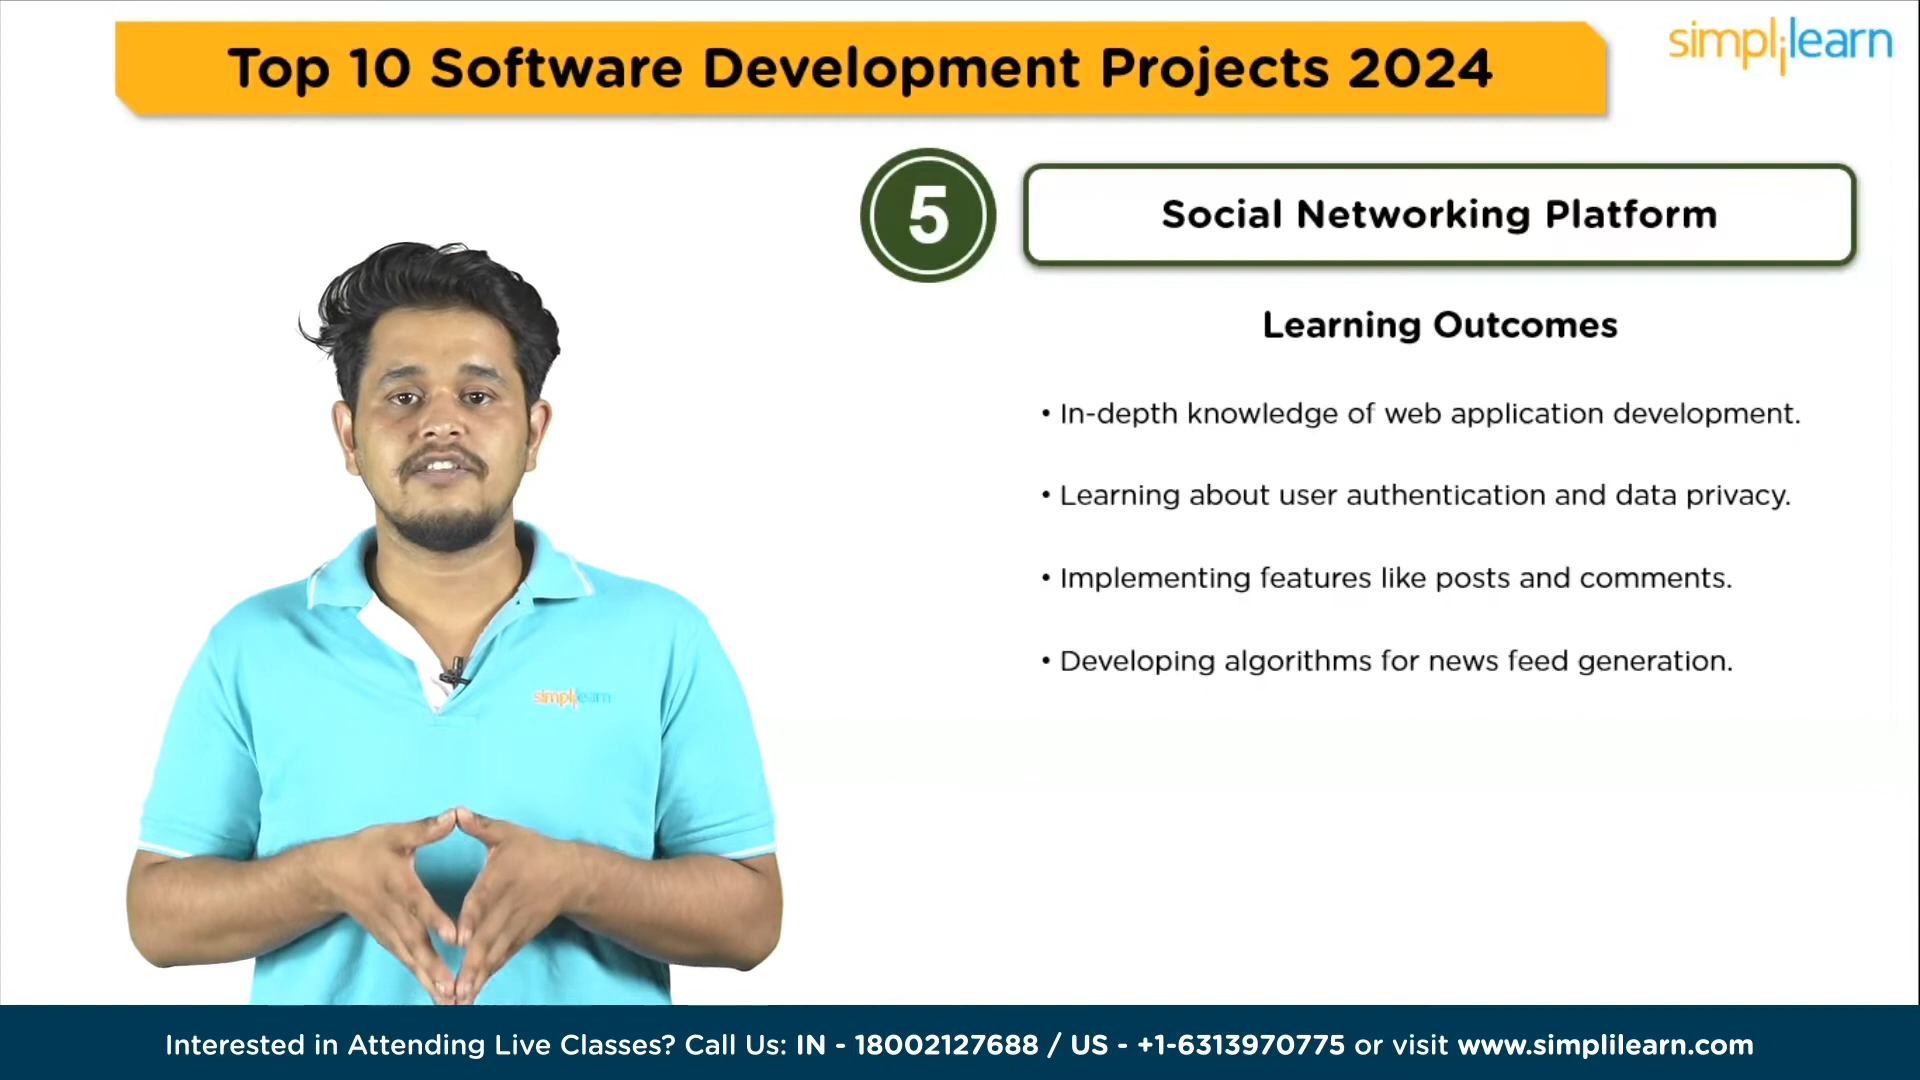 Top 10 Software Development Projects 2024
simplilearn
5
Social Networking Platform
Learning Outcomes
• In-depth knowledge of web application development.
• Learning about user authentication and data privacy.
• Implementing features like posts and comments.
• Developing algorithms for news feed generation.
simplilearn
Interested in Attending Live Classes? Call Us: IN - 18002127688 / US - +1-6313970775 or visit www.simplilearn.com